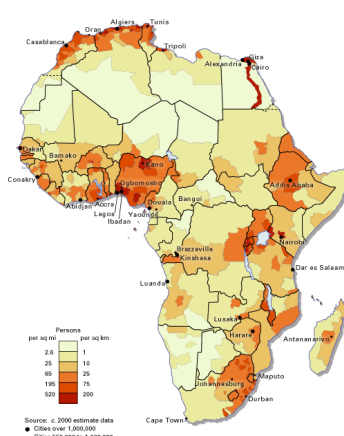 Algiers
Tunis
Oran
Casablanca
Tripoli
Giza
Alexandria
Cairo
Dakar
Bamako
Kano
Conakry
Ogbomosho
Addis Ababa
Abidjan
Accra
Lagos
Ibadan
Douala
Yaoundé
Bangui
Nairobi
Brazzaville
Kinshasa
Dar es Salaam
Luanda
Lusaka
Harare
Antananarivo
Johannesburg
Maputo
Durban
Cape Town
Persons
per sq mi per sq km
2.6 1
25 10
65 25
195 75
520 200
Source: c. 2000 estimate data
Cities over 1,000,000